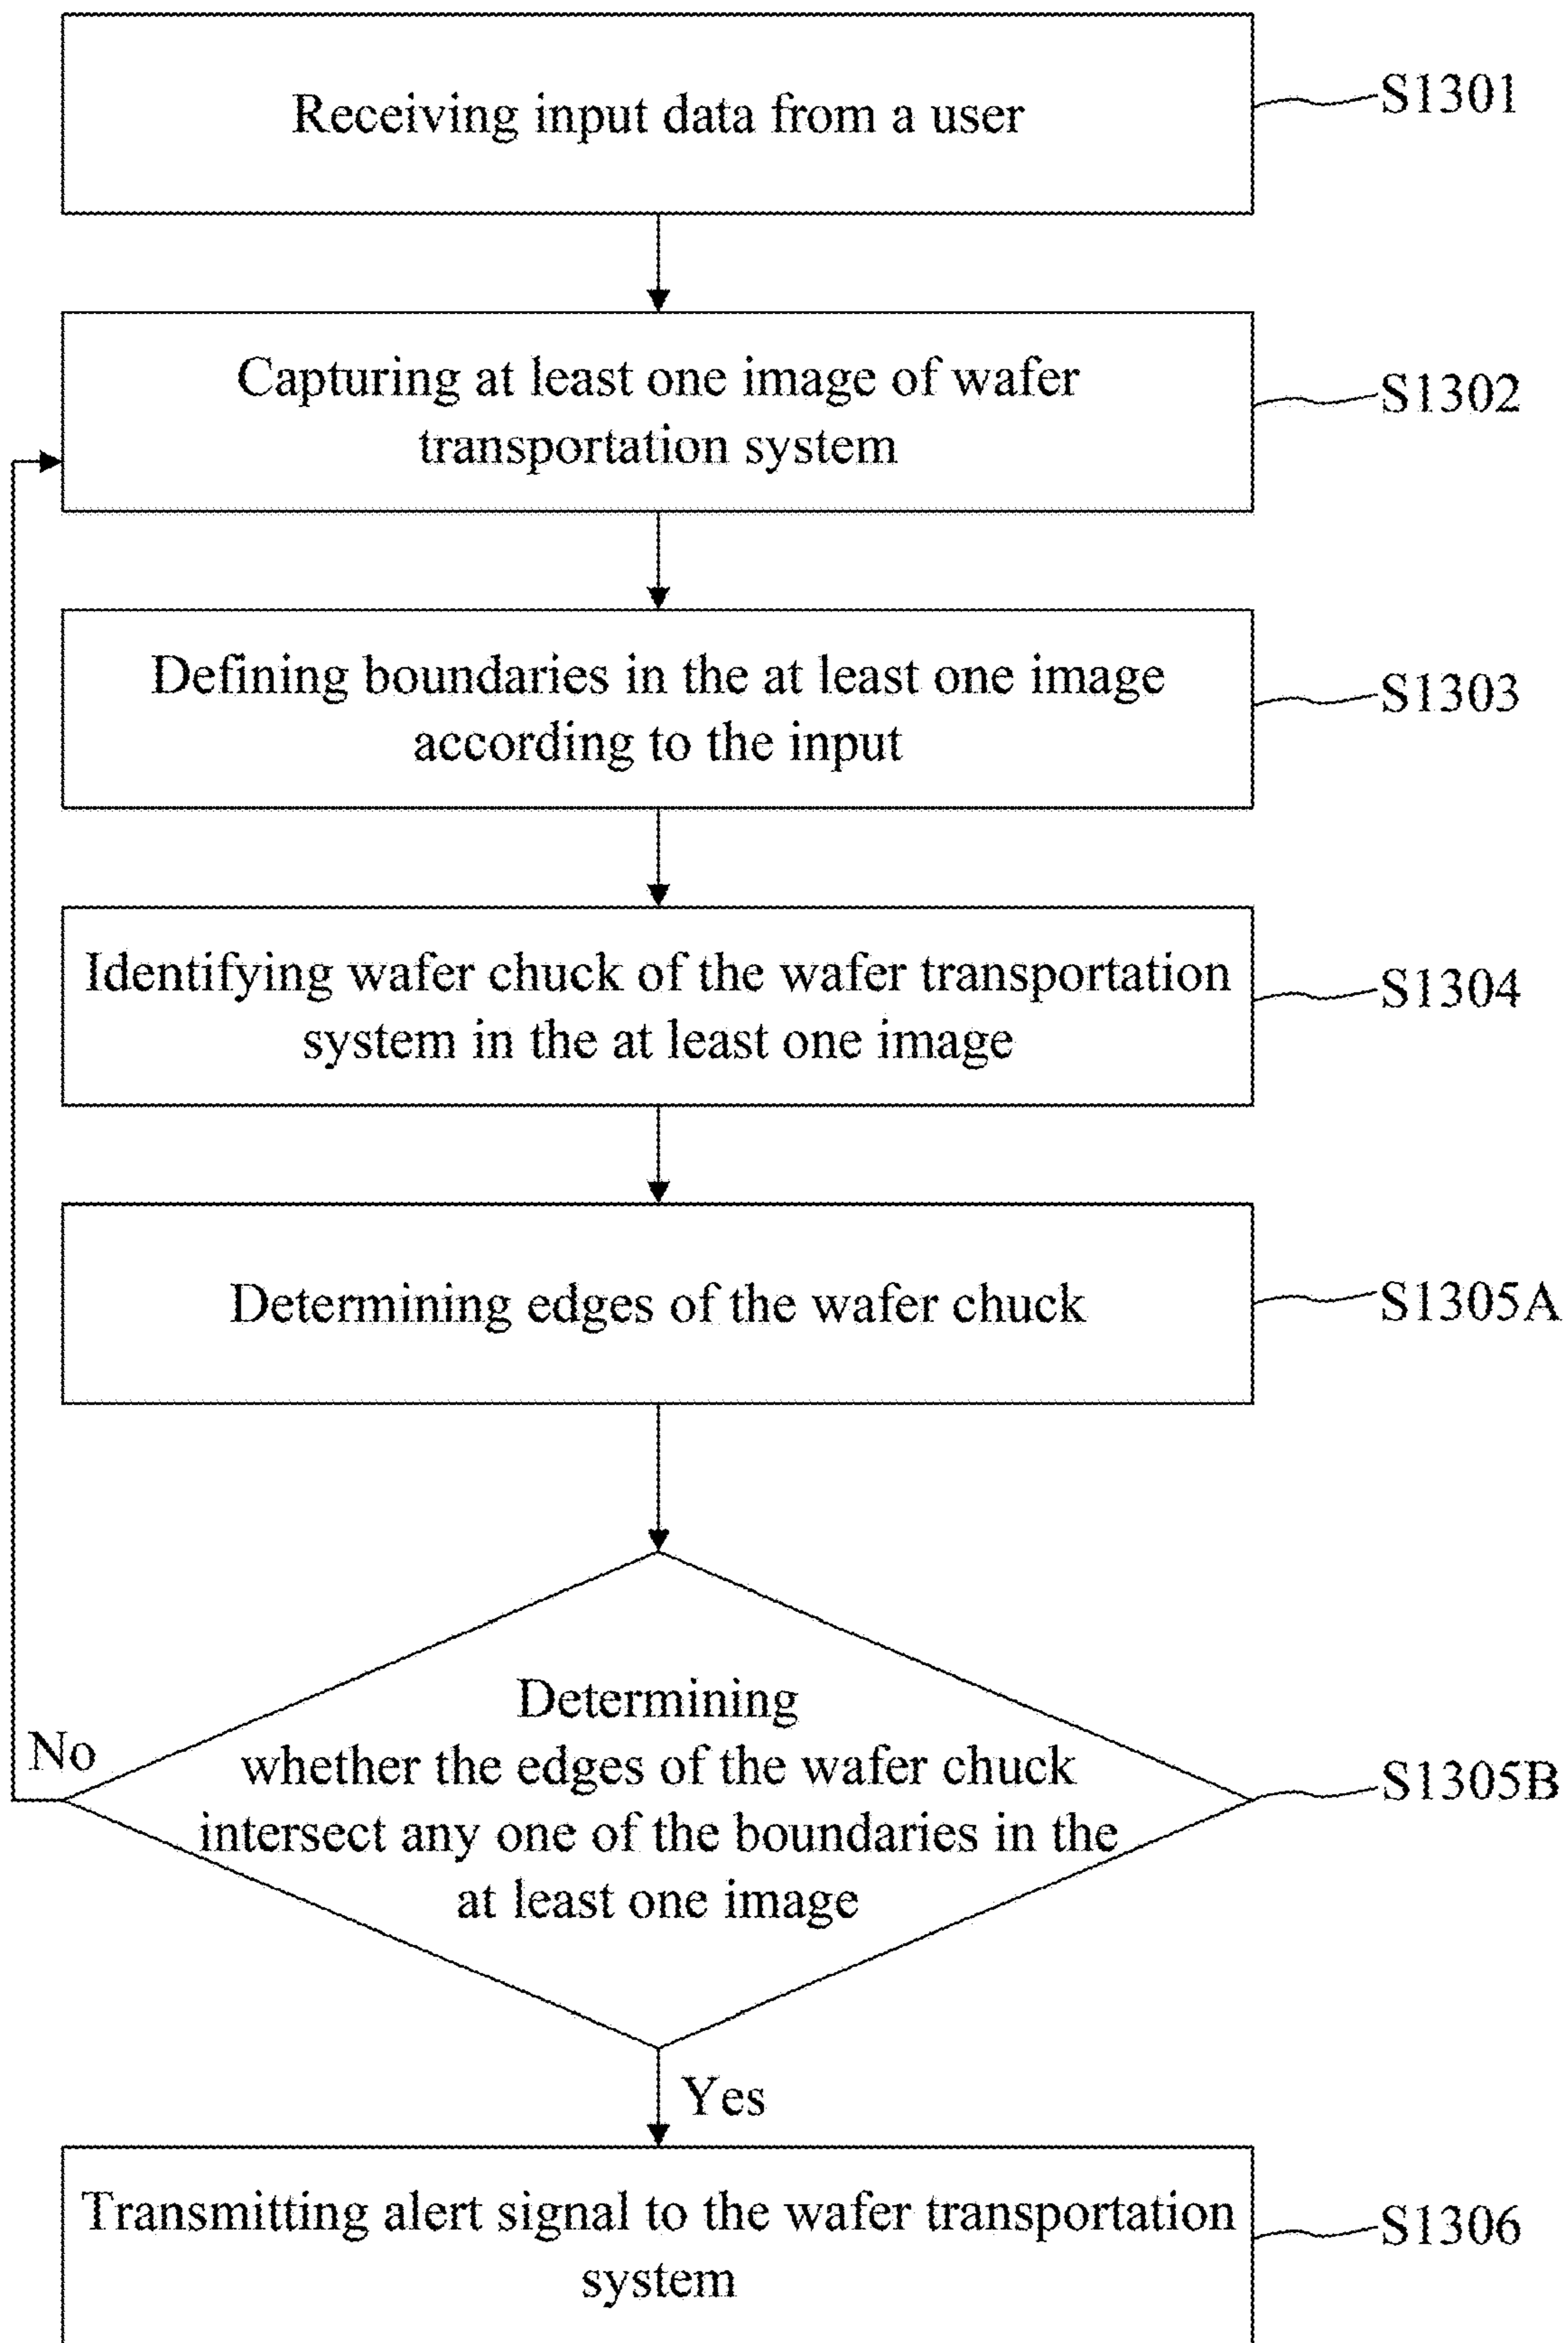 Receiving input data from a user
S1301
Capturing at least one image of wafer
transportation system
S1302
Defining boundaries in the at least one image
according to the input
S1303
Identifying wafer chuck of the wafer transportation
system in the at least one image
S1304
Determining edges of the wafer chuck
S1305A
Determining
whether the edges of the wafer chuck
intersect any one of the boundaries in the
at least one image
S1305B
No
Yes
Transmitting alert signal to the wafer transportation
system
S1306